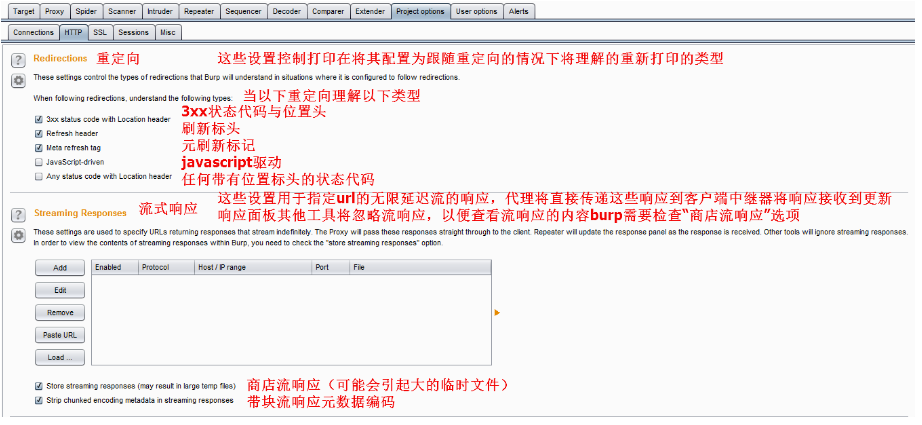 Target Proxy Spider Scanner Intruder Repeater Sequencer Decoder Comparer Extender Project options User options Alerts
Connections HTTP SSL Sessions Misc
? Redirections 重定向 这些设置控制打印在将其配置为跟随重定向的情况下将理解的重新打印的类型
These settings control the types of redirections that Burp will understand in situations where it is configured to follow redirections.
When following redirections, understand the following types: 当以下重定向理解以下类型
3xx status code with Location header 3xx状态代码与位置头
Refresh header 刷新标头
Meta refresh tag 元刷新标记
JavaScript-driven javascript驱动
Any status code with Location header 任何带有位置标头的状态代码
这些设置用于指定url的无限延迟流的响应，代理将直接传递这些响应到客户端中继器将响应接收到更新
? Streaming Responses 流式响应 响应面板其他工具将忽略流响应，以便查看流响应的内容burp需要检查“商店流响应”选项
These settings are used to specify URLs returning responses that stream indefinitely. The Proxy will pass these responses straight through to the client. Repeater will update the response panel as the response is received. Other tools will ignore streaming responses.
In order to view the contents of streaming responses within Burp, you need to check the "store streaming responses" option.
Add Enabled Protocol Host / IP range Port File
Edit
Remove
Paste URL
Load ...
Store streaming responses (may result in large temp files) 商店流响应（可能会引起大的临时文件）
Strip chunked encoding metadata in streaming responses 带块流响应元数据编码